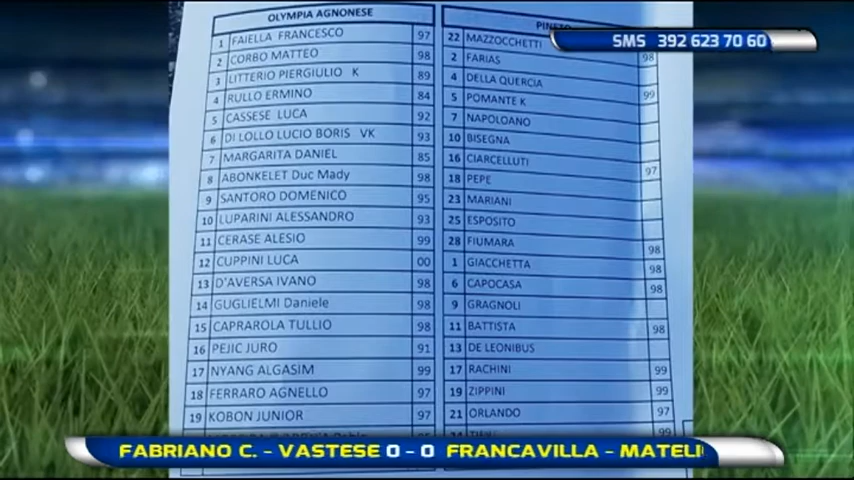 OLYMPIA AGNONESE
1 FAIELLA FRANCESCO 97
2 CORBO MATTEO 98
3 LITTERIO PIERGIULIO K 89
4 RULLO ERMINO 84
5 CASSESE LUCA 92
6 DI LOLLO LUCIO BORIS VK 93
7 MARGARITA DANIEL 85
8 ABONKELET Duc Mady 98
9 SANTORO DOMENICO 95
10 LUPARINI ALESSANDRO 93
11 CERASE ALESIO 99
12 CUPPINI LUCA 00
13 D'AVERSA IVANO 98
14 GUGLIELMI Daniele 98
15 CAPRAROLA TULLIO 98
16 PEJIC JURO 91
17 NYANG ALGASIM 99
18 FERRARO AGNELLO 97
19 KOBON JUNIOR 97
22 MAZZOCCHETTI
2 FARIAS 98
4 DELLA QUERCIA
5 POMANTE K 99
7 NAPOLOANO
10 BISEGNA
16 CIARCELLUTI
18 PEPE 97
23 MARIANI
25 ESPOSITO
28 FIUMARA
1 GIACCHETTA 98
6 CAPOCASA 98
9 GRAGNOLI 98
11 BATTISTA
13 DE LEONIBUS 98
17 RACHINI
19 ZIPPINI 99
21 ORLANDO 99
97
99
SMS 392 623 70 60
FABRIANO C. - VASTESE 0 - 0 FRANCAVILLA - MATELI